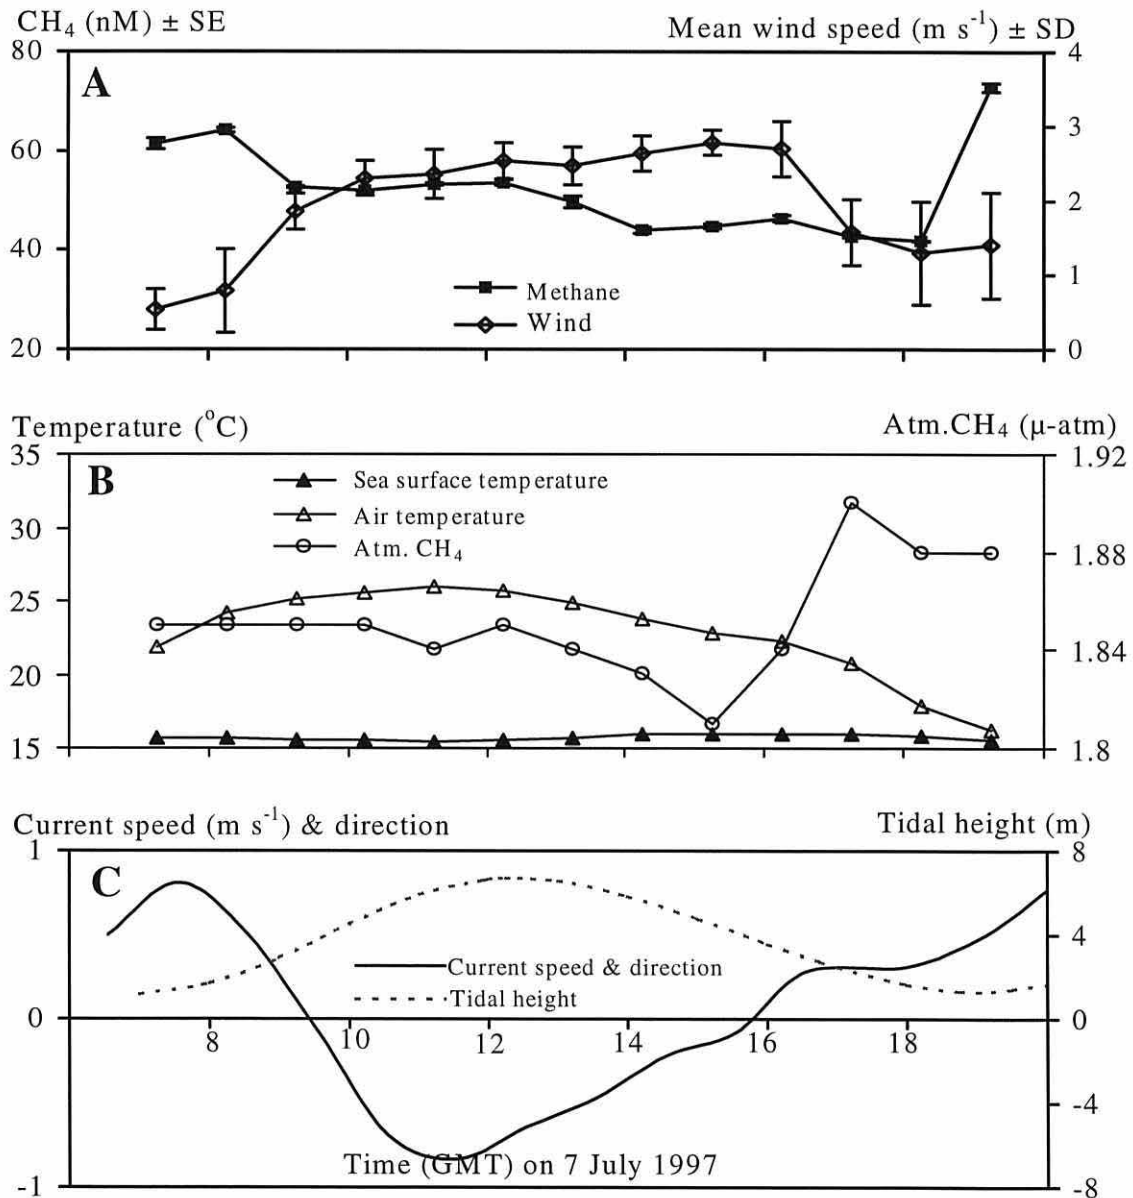 CH₄ (nM) ± SE Mean wind speed (m s⁻¹) ± SD
80 4
A
3
60
2
40
1
Methane
Wind
20 0
Temperature (°C) Atm.CH₄ (μ-atm)
35 1.92
B
Sea surface temperature
Air temperature
Atm. CH₄
30
1.88
25
1.84
20
15 1.8
Current speed (m s⁻¹) & direction Tidal height (m)
1 8
C
4
Current speed & direction
Tidal height
0 0
8 10 12 14 16 18
-4
Time (GMT) on 7 July 1997
-1 -8